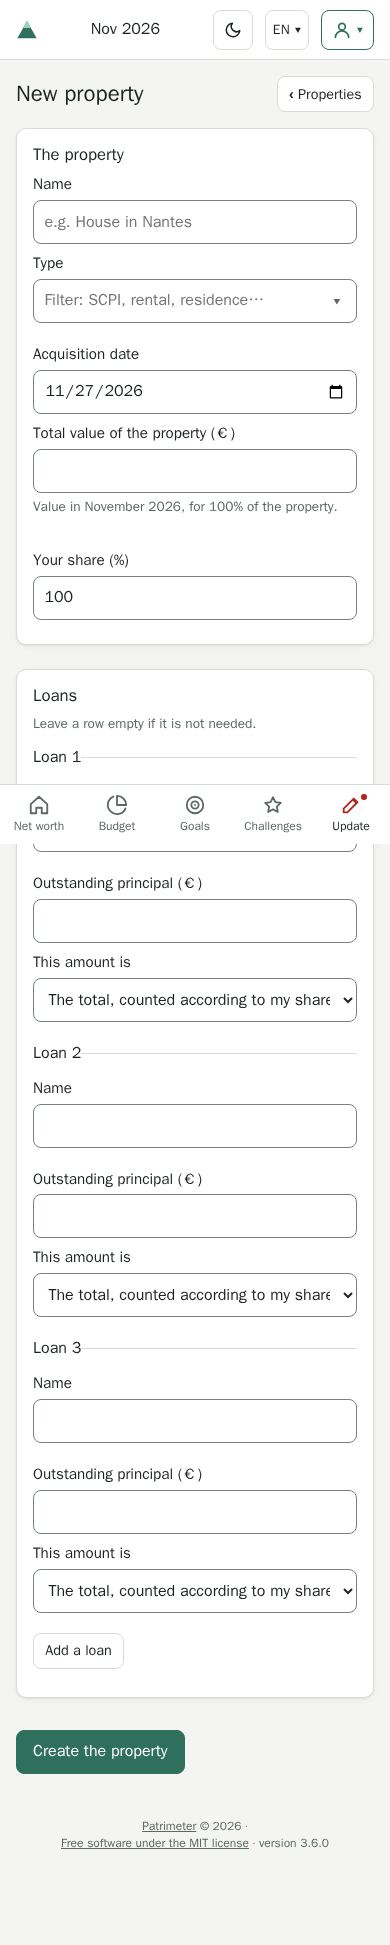 Nov 2026
EN ▾
▾
New property
‹ Properties
The property
Name
e.g. House in Nantes
Type
Filter: SCPI, rental, residence…
Acquisition date
11/27/2026
Total value of the property (€)
Value in November 2026, for 100% of the property.
Your share (%)
100
Loans
Leave a row empty if it is not needed.
Loan 1
Net worth
Budget
Goals
Challenges
Update
Outstanding principal (€)
This amount is
The total, counted according to my share
Loan 2
Name
Outstanding principal (€)
This amount is
The total, counted according to my share
Loan 3
Name
Outstanding principal (€)
This amount is
The total, counted according to my share
Add a loan
Create the property
Patrimeter © 2026 ·
Free software under the MIT license · version 3.6.0